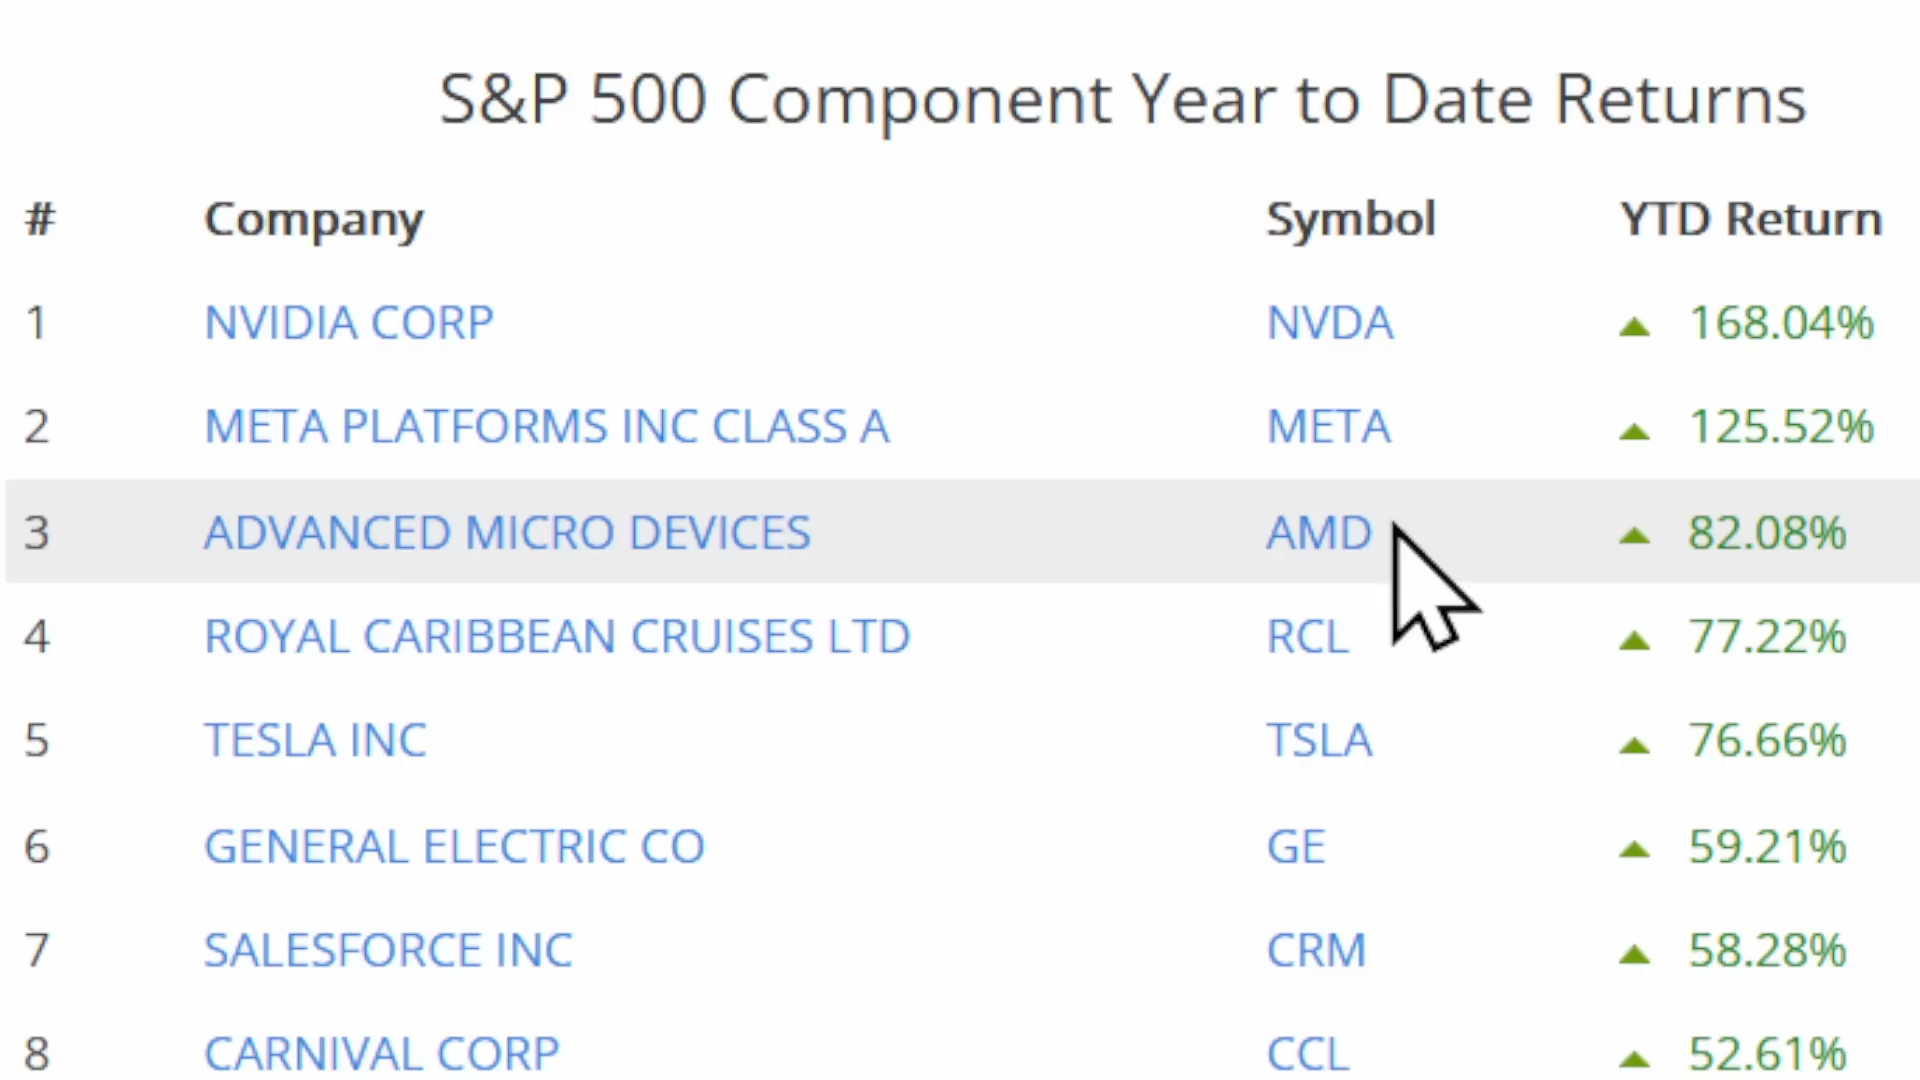 S&P 500 Component Year to Date Returns
# Company Symbol YTD Return
1 NVIDIA CORP NVDA 168.04%
2 META PLATFORMS INC CLASS A META 125.52%
3 ADVANCED MICRO DEVICES AMD 82.08%
4 ROYAL CARIBBEAN CRUISES LTD RCL 77.22%
5 TESLA INC TSLA 76.66%
6 GENERAL ELECTRIC CO GE 59.21%
7 SALESFORCE INC CRM 58.28%
8 CARNIVAL CORP CCL 52.61%